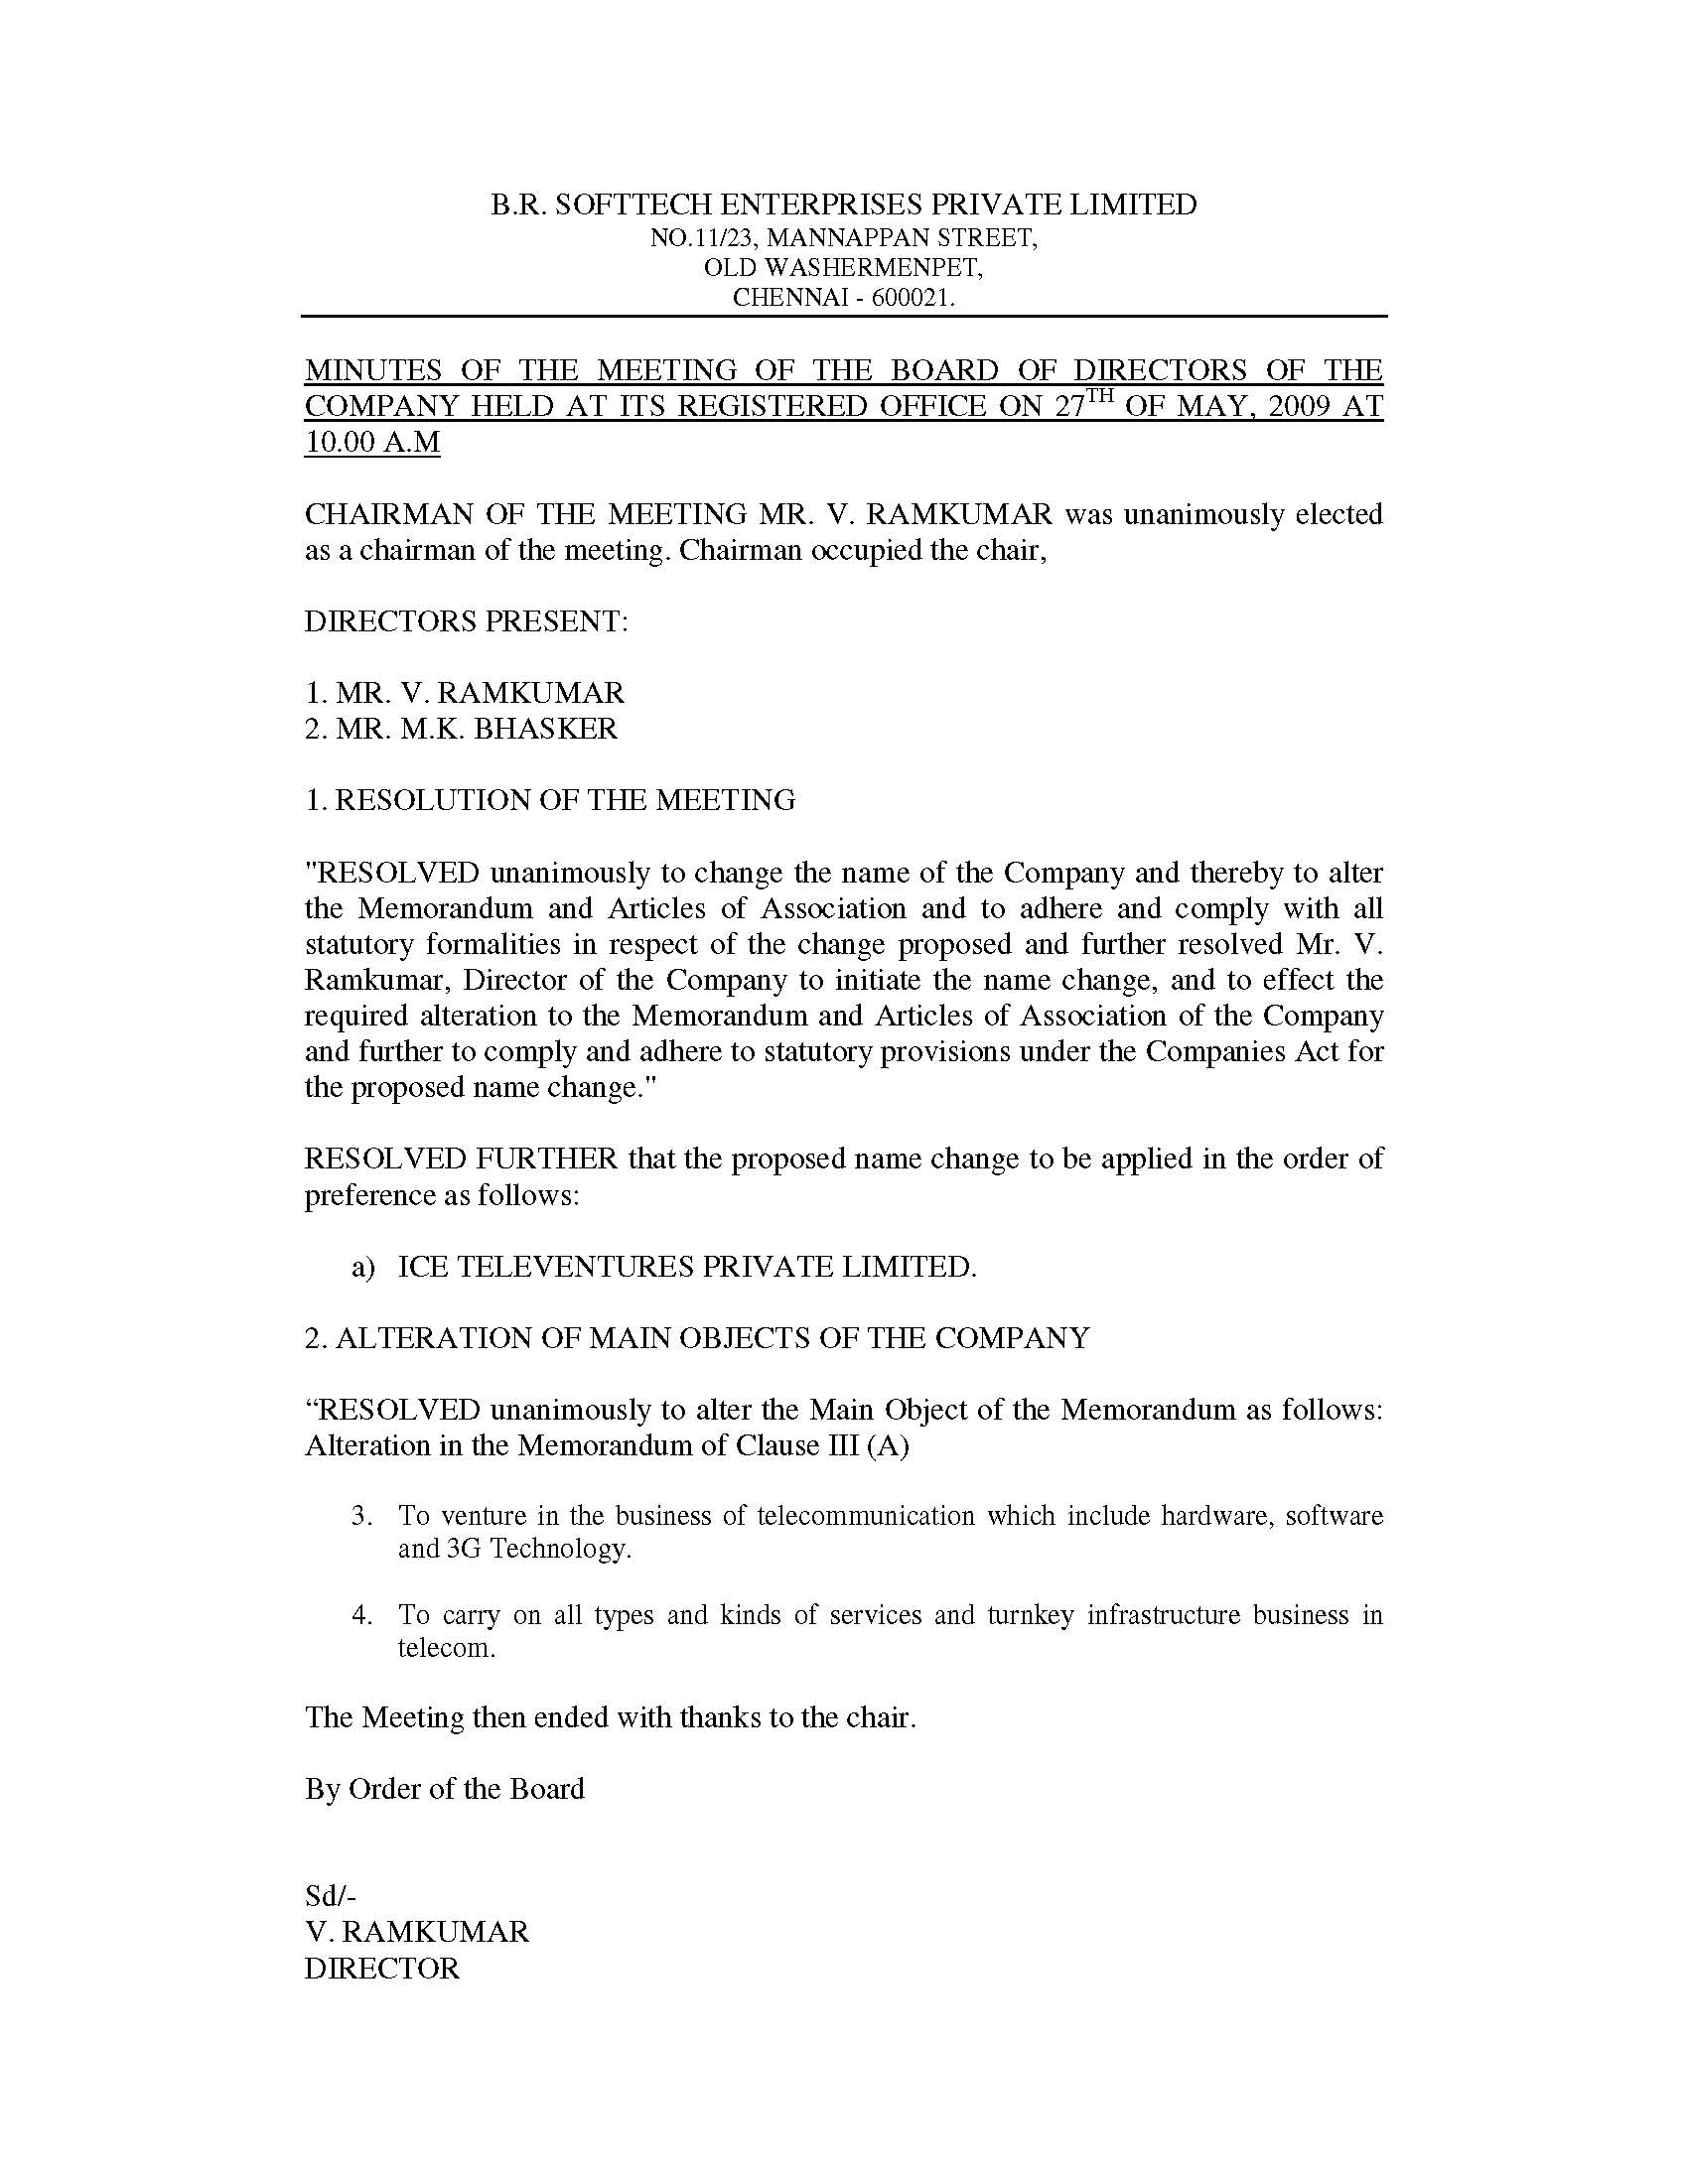 B.R. SOFTTECH ENTERPRISES PRIVATE LIMITED
NO.11/23, MANNAPPAN STREET,
OLD WASHERMENPET,
CHENNAI - 600021.
MINUTES OF THE MEETING OF THE BOARD OF DIRECTORS OF THE
COMPANY HELD AT ITS REGISTERED OFFICE ON 27TH OF MAY, 2009 AT
10.00 A.M
CHAIRMAN OF THE MEETING MR. V. RAMKUMAR was unanimously elected
as a chairman of the meeting. Chairman occupied the chair,
DIRECTORS PRESENT:
1. MR. V. RAMKUMAR
2. MR. M.K. BHASKER
1. RESOLUTION OF THE MEETING
"RESOLVED unanimously to change the name of the Company and thereby to alter
the Memorandum and Articles of Association and to adhere and comply with all
statutory formalities in respect of the change proposed and further resolved Mr. V.
Ramkumar, Director of the Company to initiate the name change, and to effect the
required alteration to the Memorandum and Articles of Association of the Company
and further to comply and adhere to statutory provisions under the Companies Act for
the proposed name change."
RESOLVED FURTHER that the proposed name change to be applied in the order of
preference as follows:
a) ICE TELEVENTURES PRIVATE LIMITED.
2. ALTERATION OF MAIN OBJECTS OF THE COMPANY
“RESOLVED unanimously to alter the Main Object of the Memorandum as follows:
Alteration in the Memorandum of Clause III (A)
3. To venture in the business of telecommunication which include hardware, software
and 3G Technology.
4. To carry on all types and kinds of services and turnkey infrastructure business in
telecom.
The Meeting then ended with thanks to the chair.
By Order of the Board
Sd/-
V. RAMKUMAR
DIRECTOR